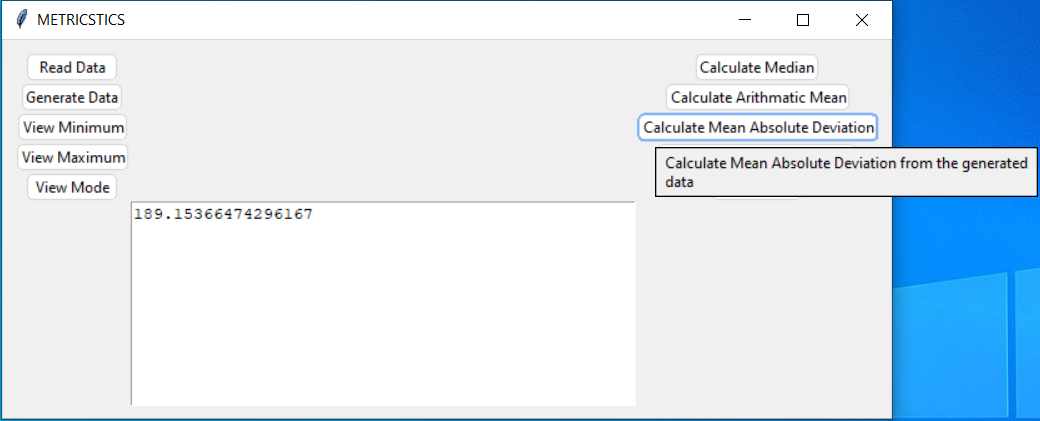 METRICSTICS
Read Data
Calculate Median
Generate Data
Calculate Arithmatic Mean
View Minimum
Calculate Mean Absolute Deviation
View Maximum
Calculate Mean Absolute Deviation from the generated
data
View Mode
189.15366474296167